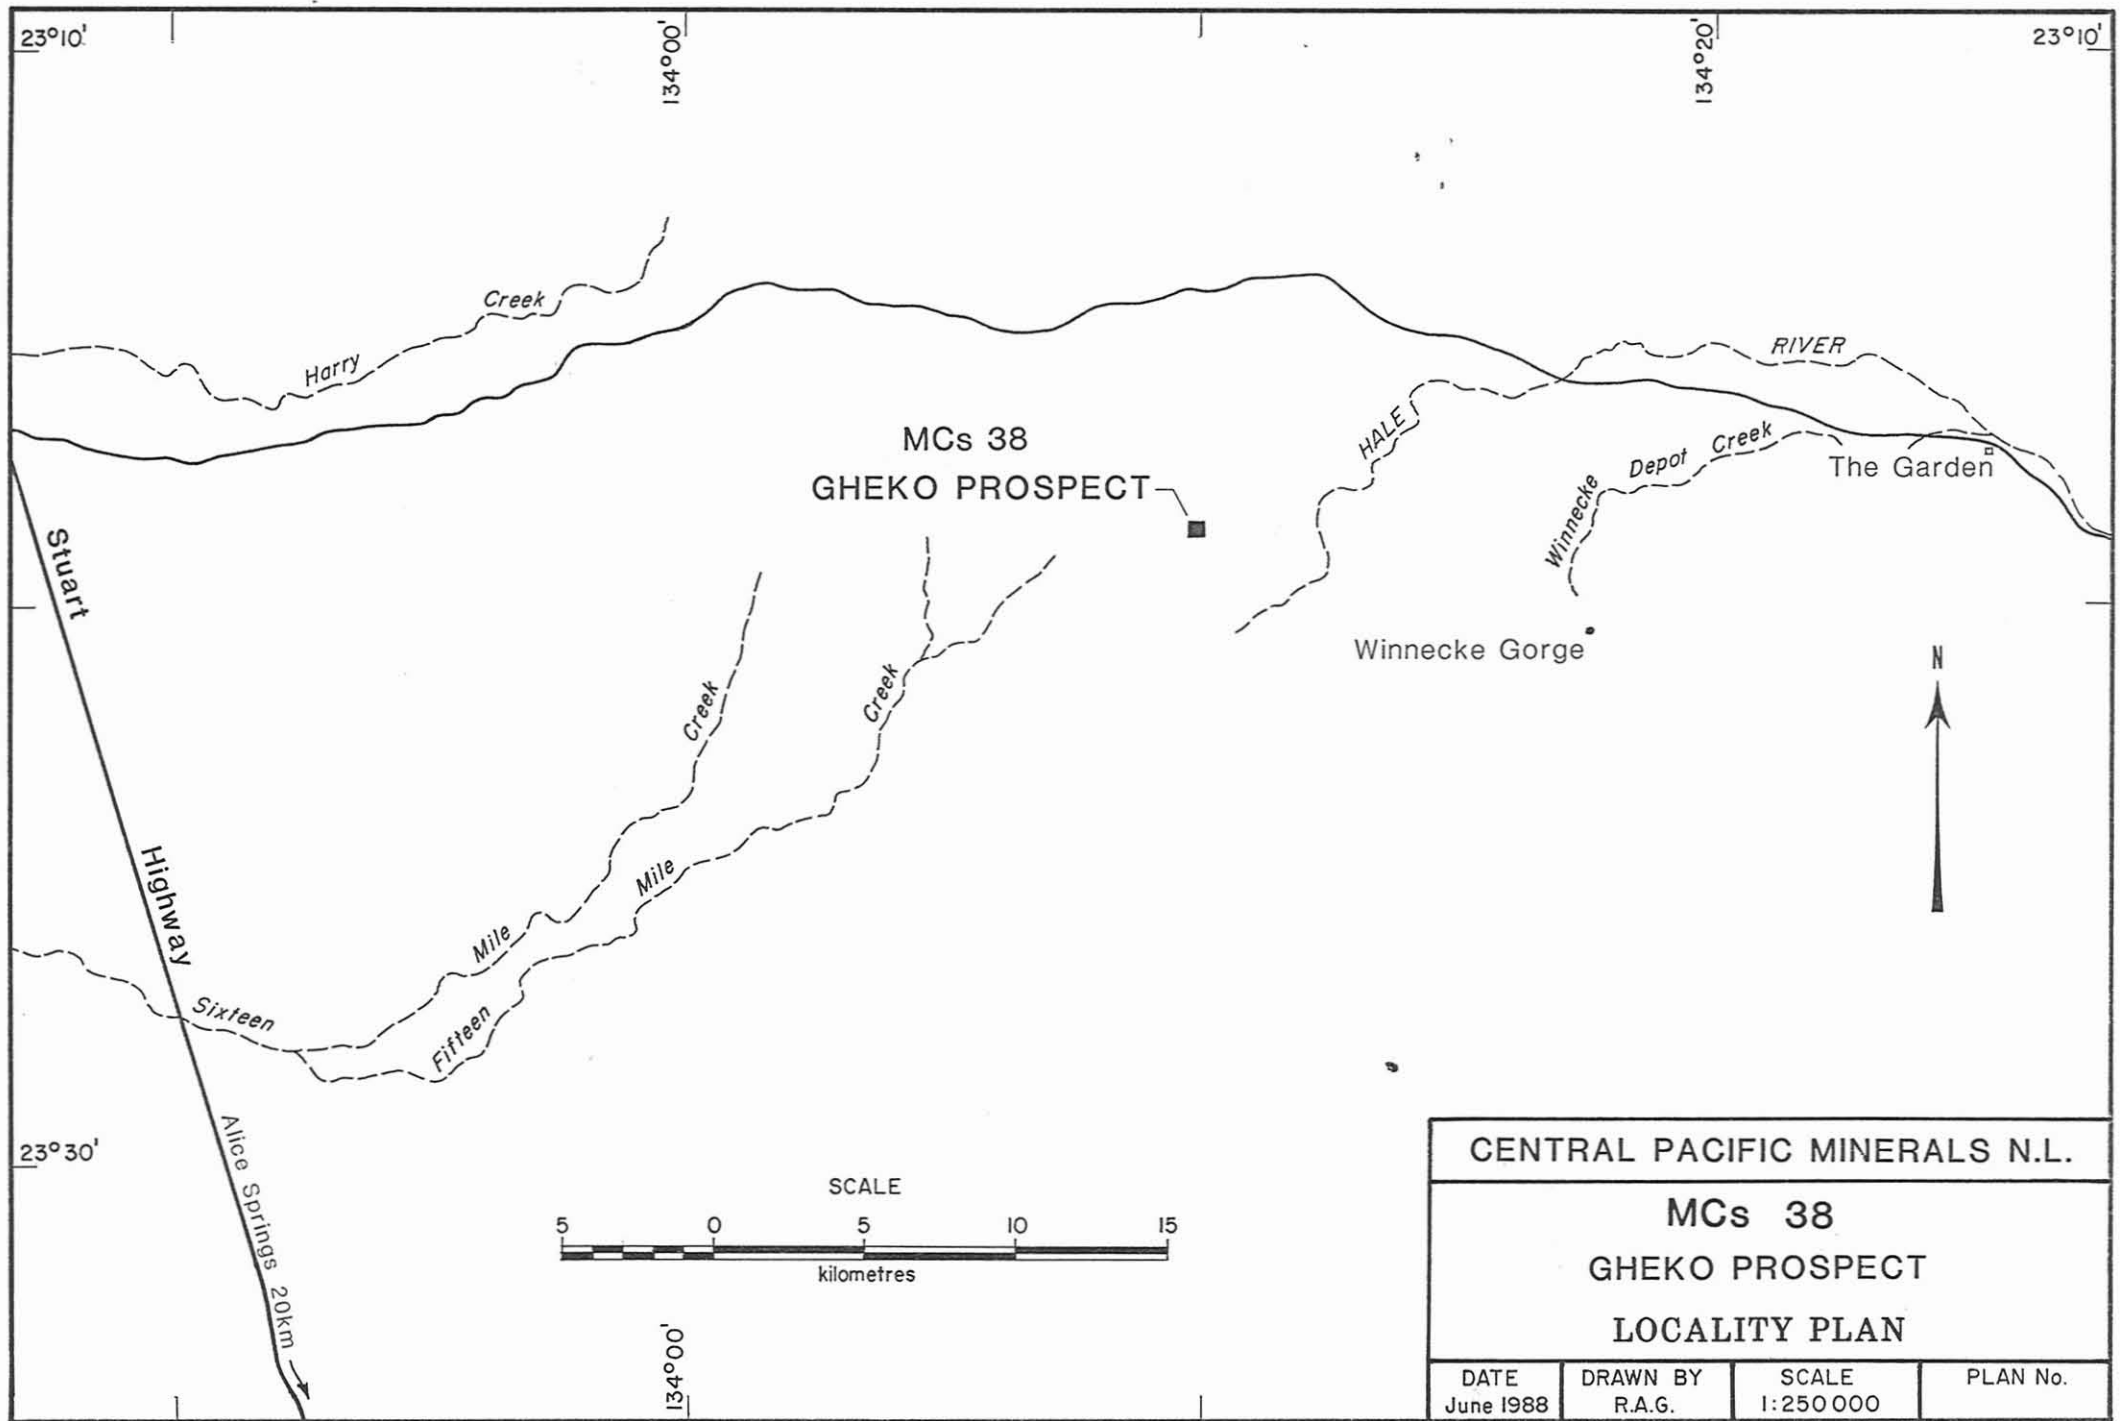 23°10'
134°00'
134°20'
23°10'
Harry Creek
RIVER
HALE
MCs 38
GHEKO PROSPECT
Winnecke Depot Creek
The Garden
Stuart Highway
Winnecke Gorge
N
Sixteen Mile Creek
Fifteen Mile Creek
Alice Springs 20km
23°30'
SCALE
5 0 5 10 15
kilometres
134°00'
CENTRAL PACIFIC MINERALS N.L.
MCs 38
GHEKO PROSPECT
LOCALITY PLAN
DATE
June 1988
DRAWN BY
R.A.G.
SCALE
1:250 000
PLAN No.